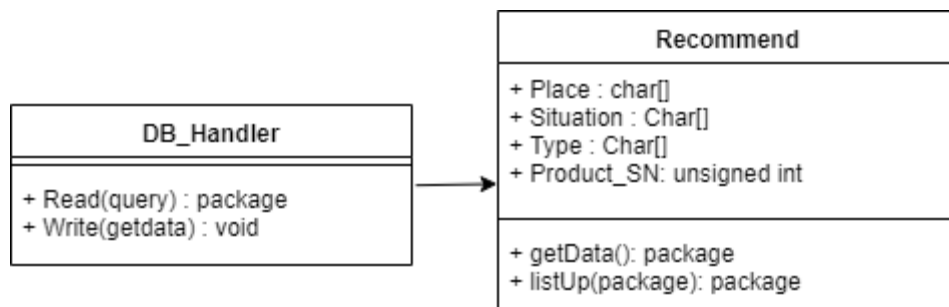 DB_Handler
+ Read(query) : package
+ Write(getdata) : void
Recommend
+ Place : char[]
+ Situation : Char[]
+ Type : Char[]
+ Product_SN: unsigned int
+ getData(): package
+ listUp(package): package